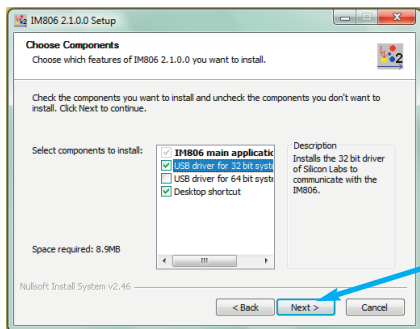 IM806 2.1.0.0 Setup
Choose Components
Choose which features of IM806 2.1.0.0 you want to install.
Check the components you want to install and uncheck the components you don't want to
install. Click Next to continue.
Select components to install:
IM806 main applicatic
USB driver for 32 bit syste
USB driver for 64 bit syste
Desktop shortcut
Description
Installs the 32 bit driver
of Silicon Labs to
communicate with the
IM806.
Space required: 8.9MB
Nullsoft Install System v2.46
< Back
Next >
Cancel